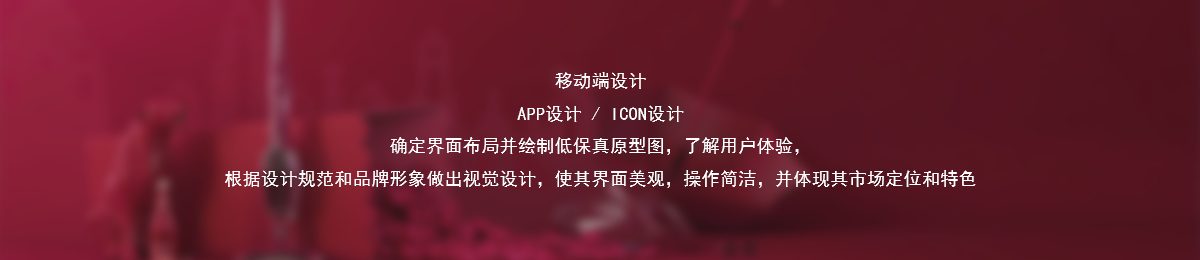 移动端设计
APP设计 / ICON设计
确定界面布局并绘制低保真原型图，了解用户体验，
根据设计规范和品牌形象做出视觉设计，使其界面美观，操作简洁，并体现其市场定位和特色